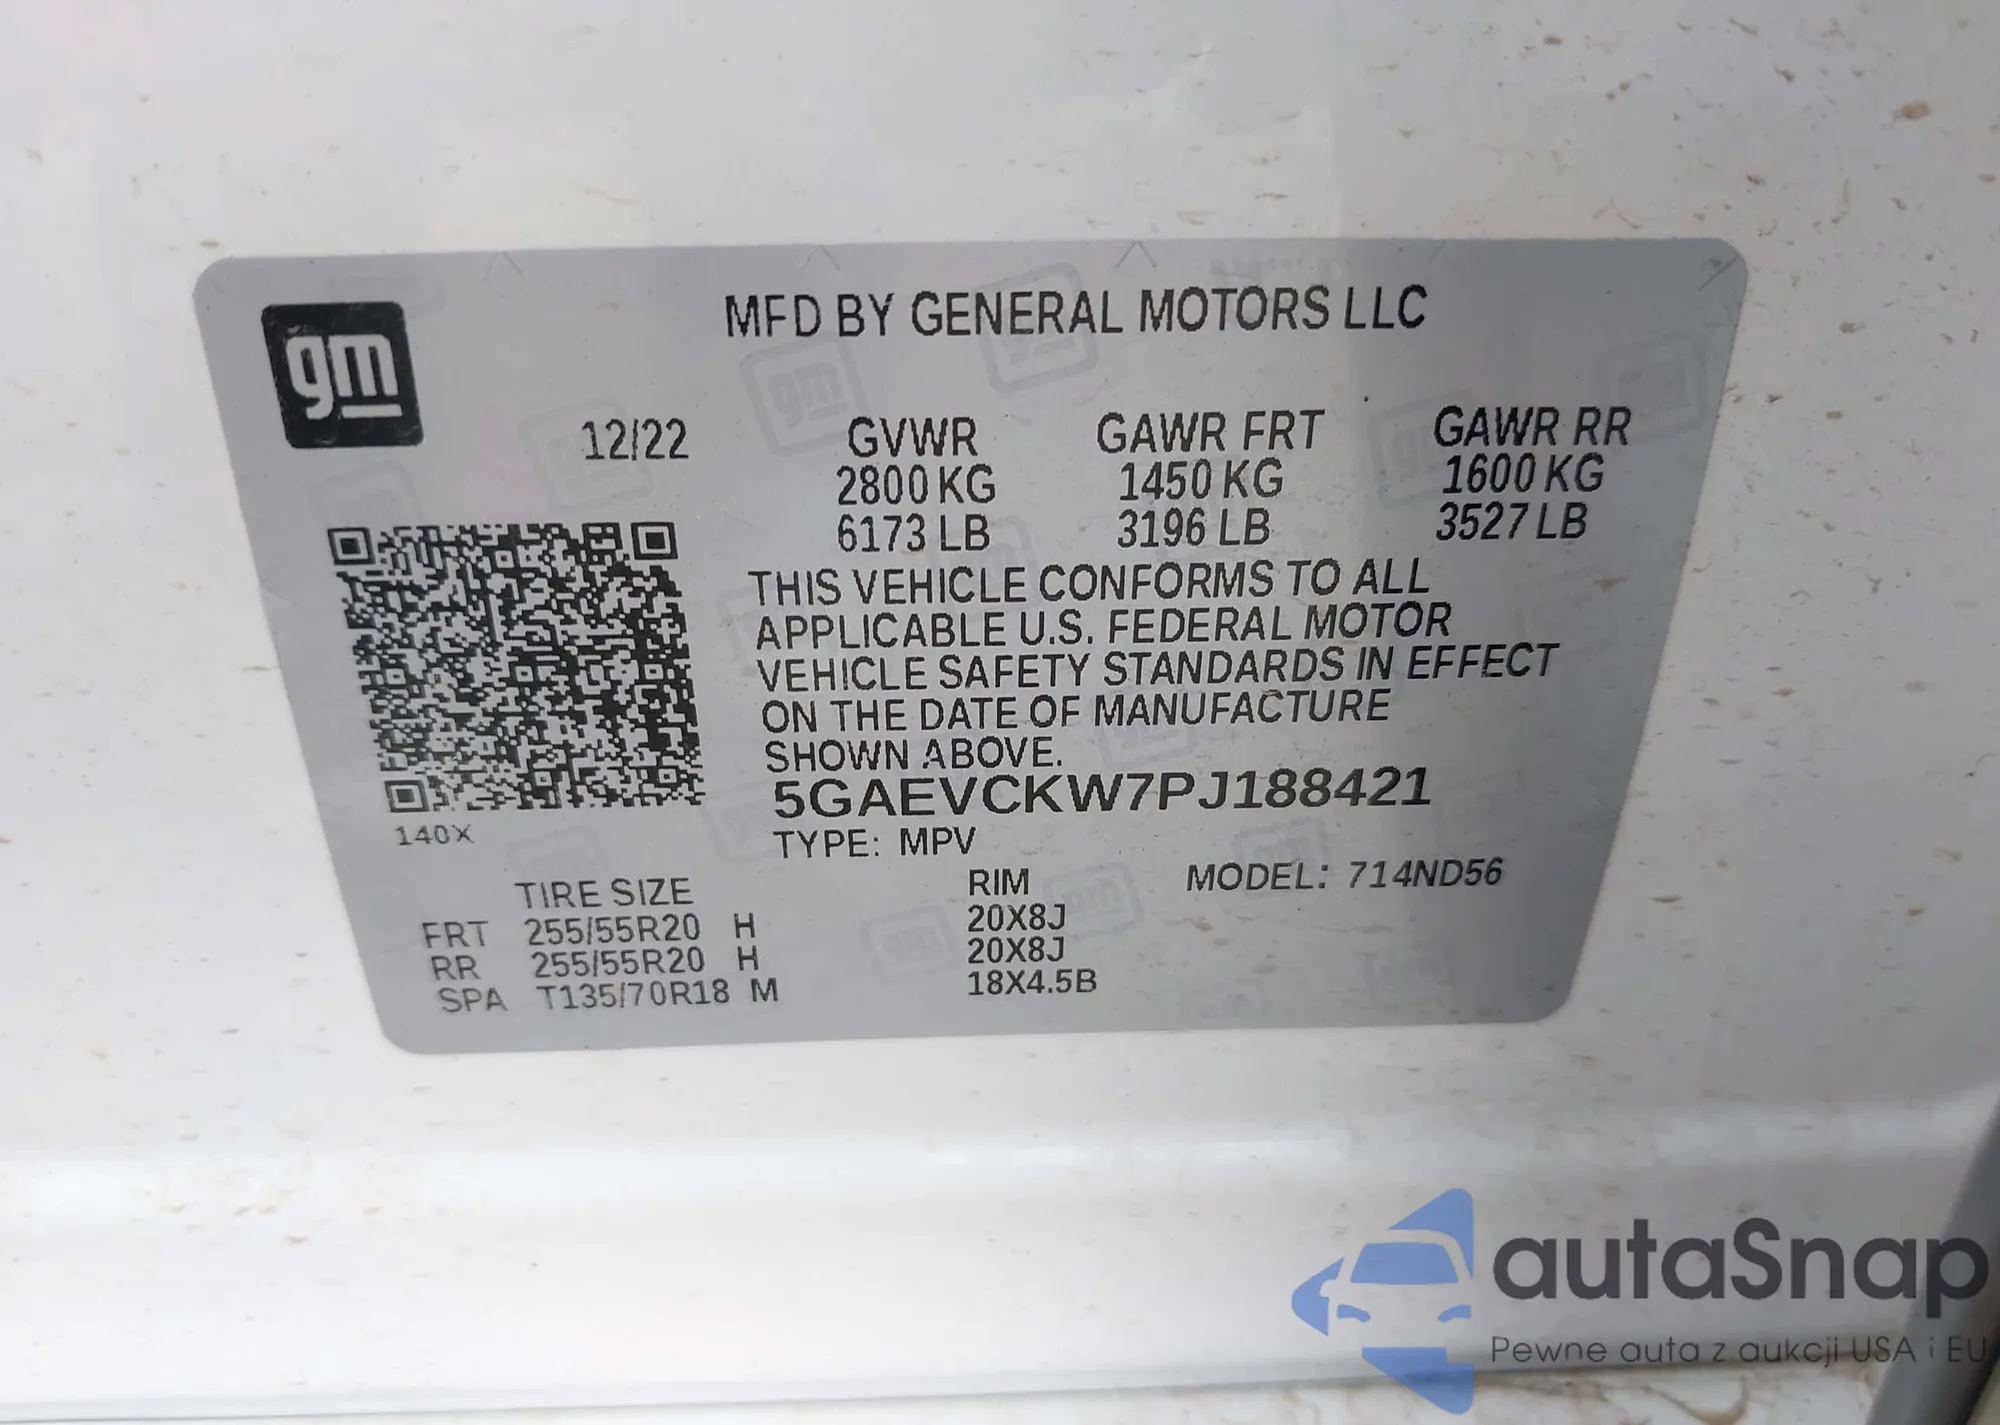 gm
MFD BY GENERAL MOTORS LLC
12/22 GVWR GAWR FRT GAWR RR
2800 KG 1450 KG 1600 KG
6173 LB 3196 LB 3527 LB
THIS VEHICLE CONFORMS TO ALL
APPLICABLE U.S. FEDERAL MOTOR
VEHICLE SAFETY STANDARDS IN EFFECT
ON THE DATE OF MANUFACTURE
SHOWN ABOVE.
5GAEVCKW7PJ188421
140X
TYPE: MPV
TIRE SIZE RIM MODEL: 714ND56
FRT 255/55R20 H 20X8J
RR 255/55R20 H 20X8J
SPA T135/70R18 M 18X4.5B
autaSnap
Pewne auta z aukcji USA i EU